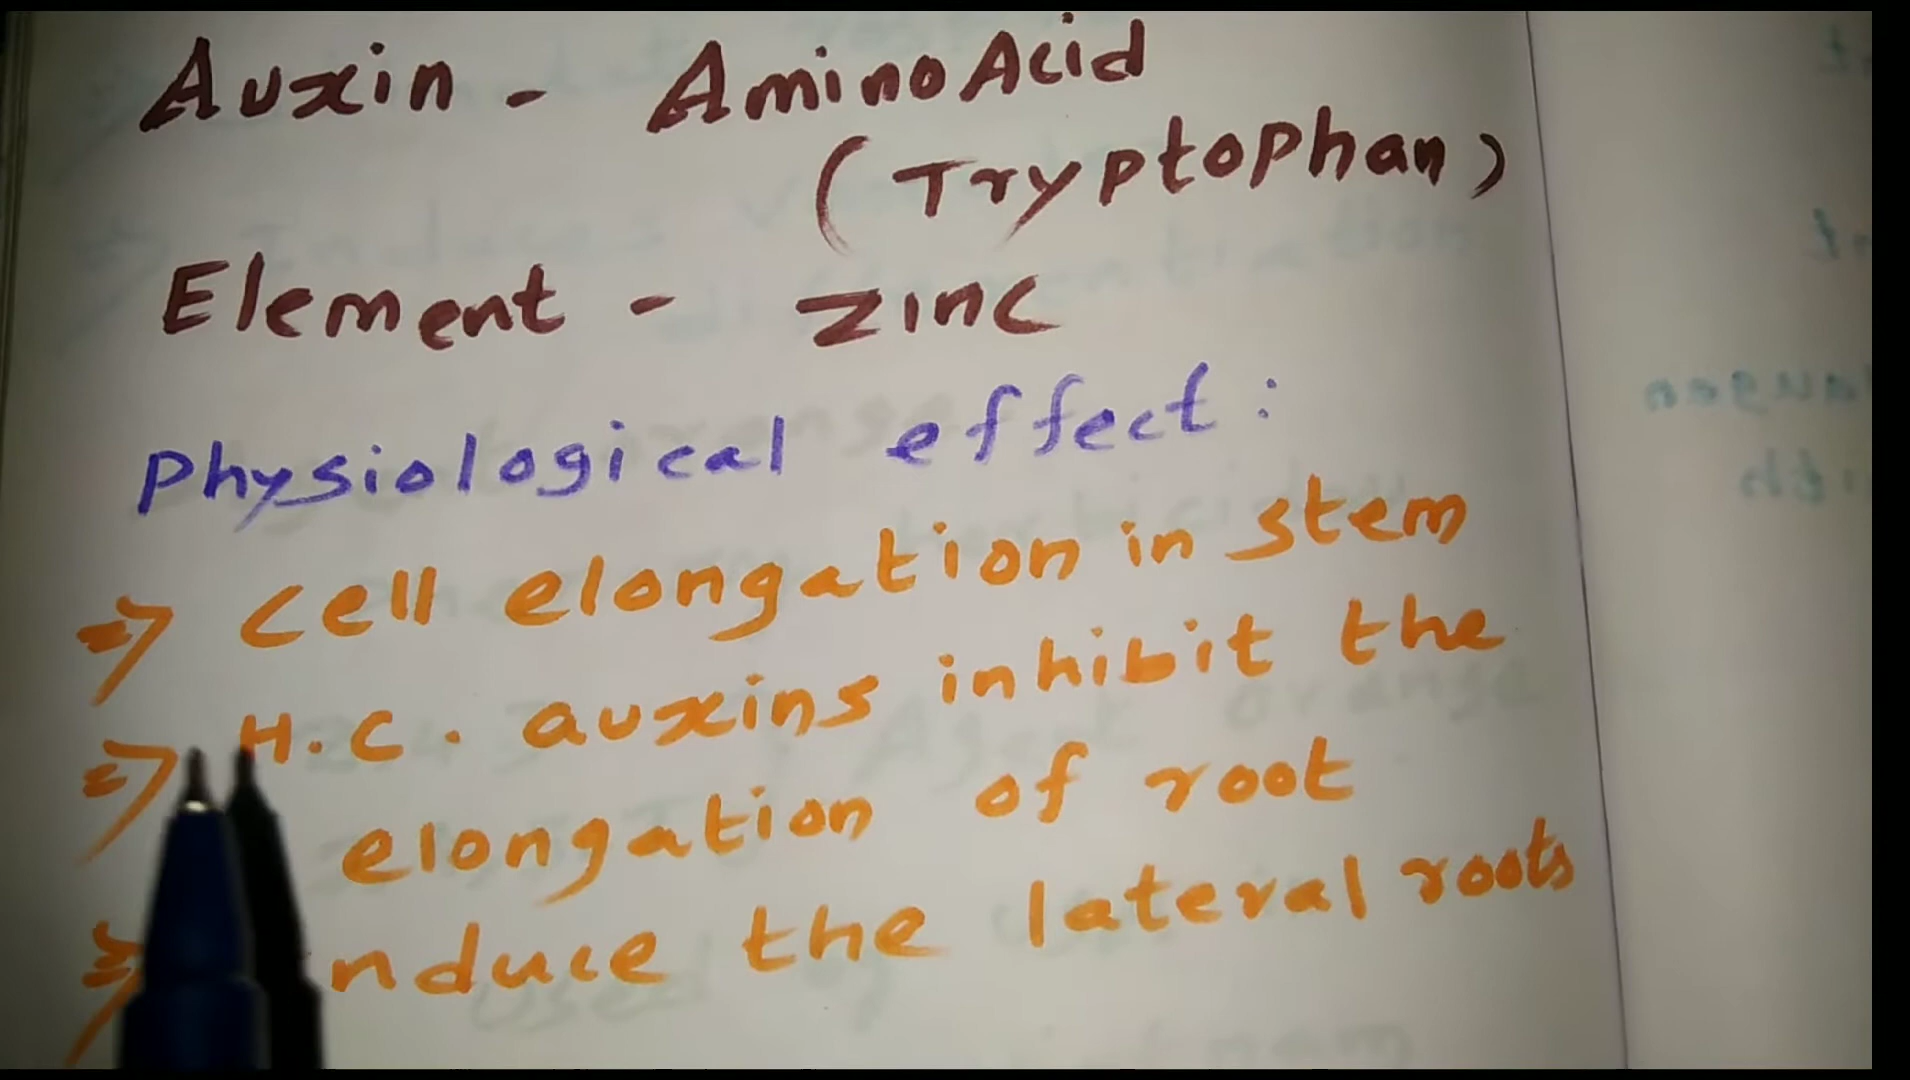 Auxin - Amino Acid
(Tryptophan)
Element - Zinc
Physiological effect:
⇒ Cell elongation in stem
⇒ H.C. auxins inhibit the
elongation of root
⇒ nduce the lateral roots